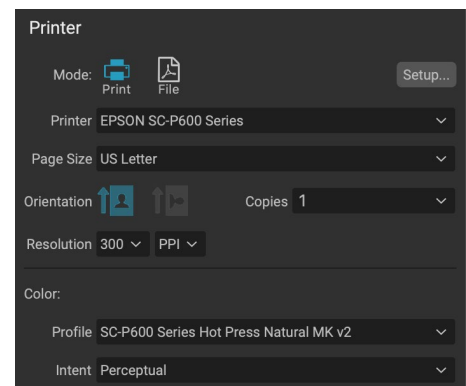 Printer
Mode: Print File Setup...
Printer EPSON SC-P600 Series
Page Size US Letter
Orientation Copies 1
Resolution 300 PPI
Color:
Profile SC-P600 Series Hot Press Natural MK v2
Intent Perceptual